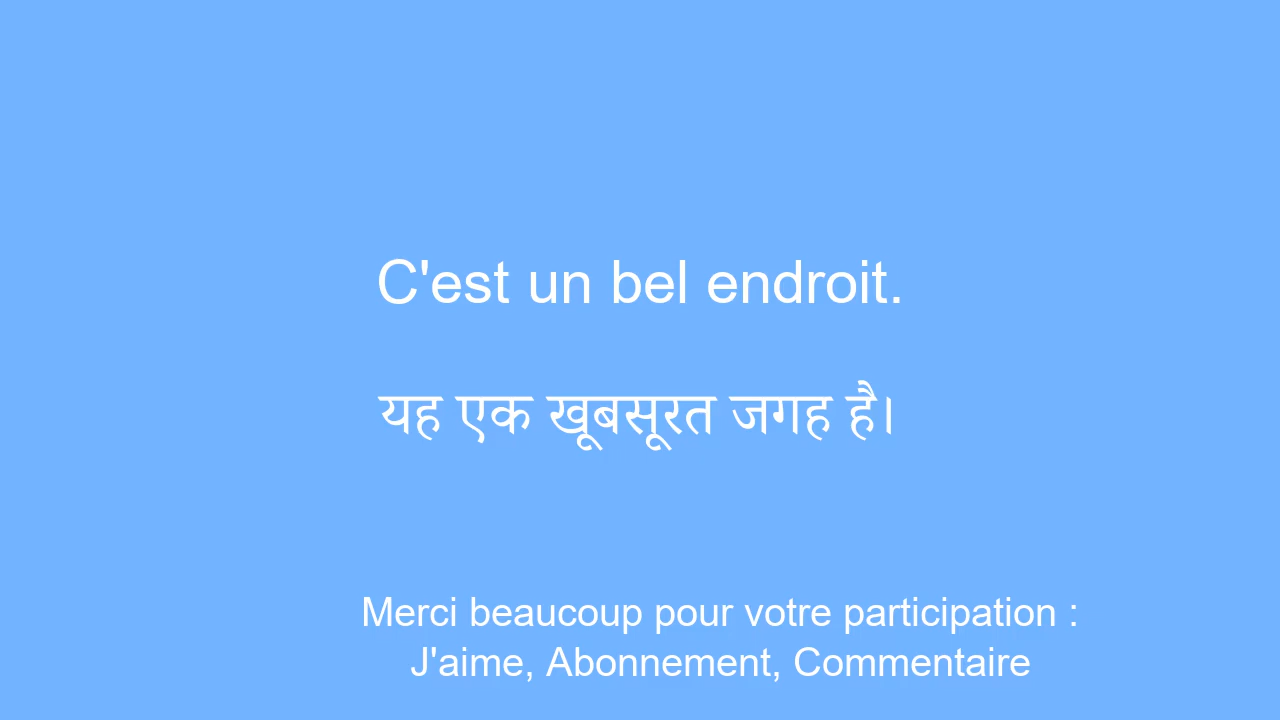 C'est un bel endroit.
यह एक खूबसूरत जगह है।
Merci beaucoup pour votre participation :
J'aime, Abonnement, Commentaire